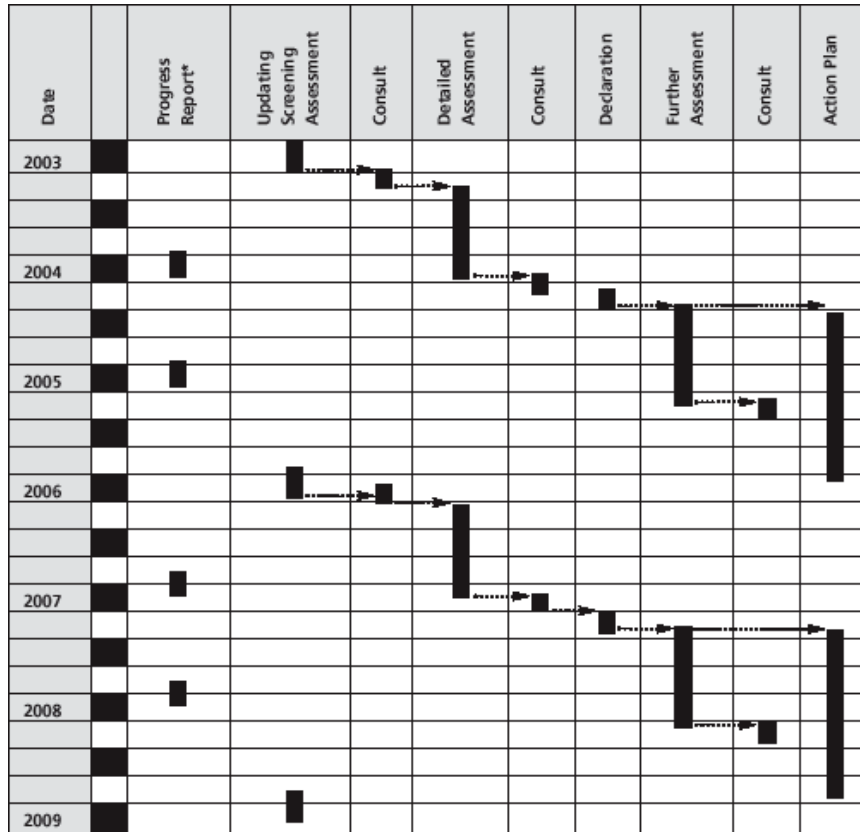 Date
Progress
Report*
Updating
Screening
Assessment
Consult
Detailed
Assessment
Consult
Declaration
Further
Assessment
Consult
Action Plan
2003
2004
2005
2006
2007
2008
2009